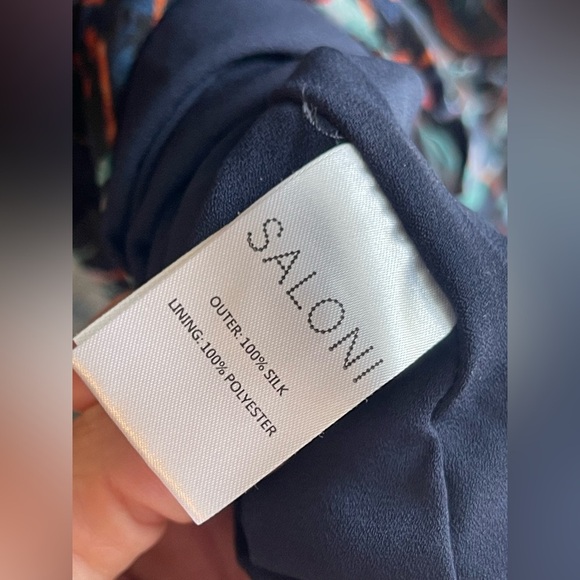 SALONI
OUTER: 100% SILK
LINING: 100% POLYESTER